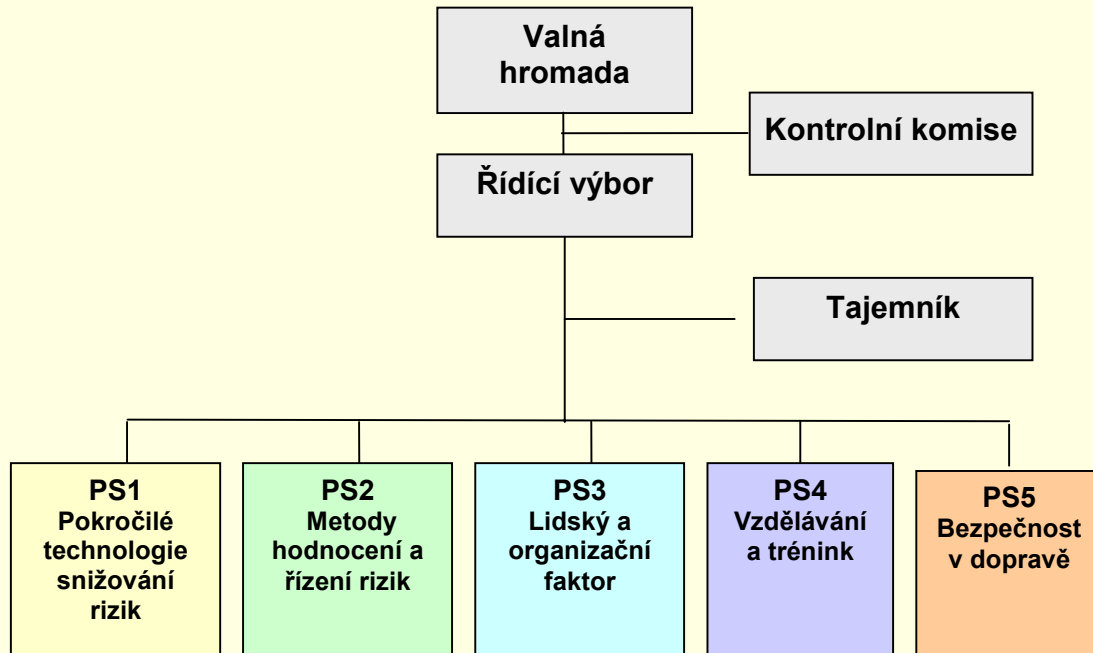 Valná
hromada
Kontrolní komise
Řídící výbor
Tajemník
PS1
Pokročilé
technologie
snižování
rizik
PS2
Metody
hodnocení a
řízení rizik
PS3
Lidský a
organizační
faktor
PS4
Vzdělávání
a trénink
PS5
Bezpečnost
v dopravě